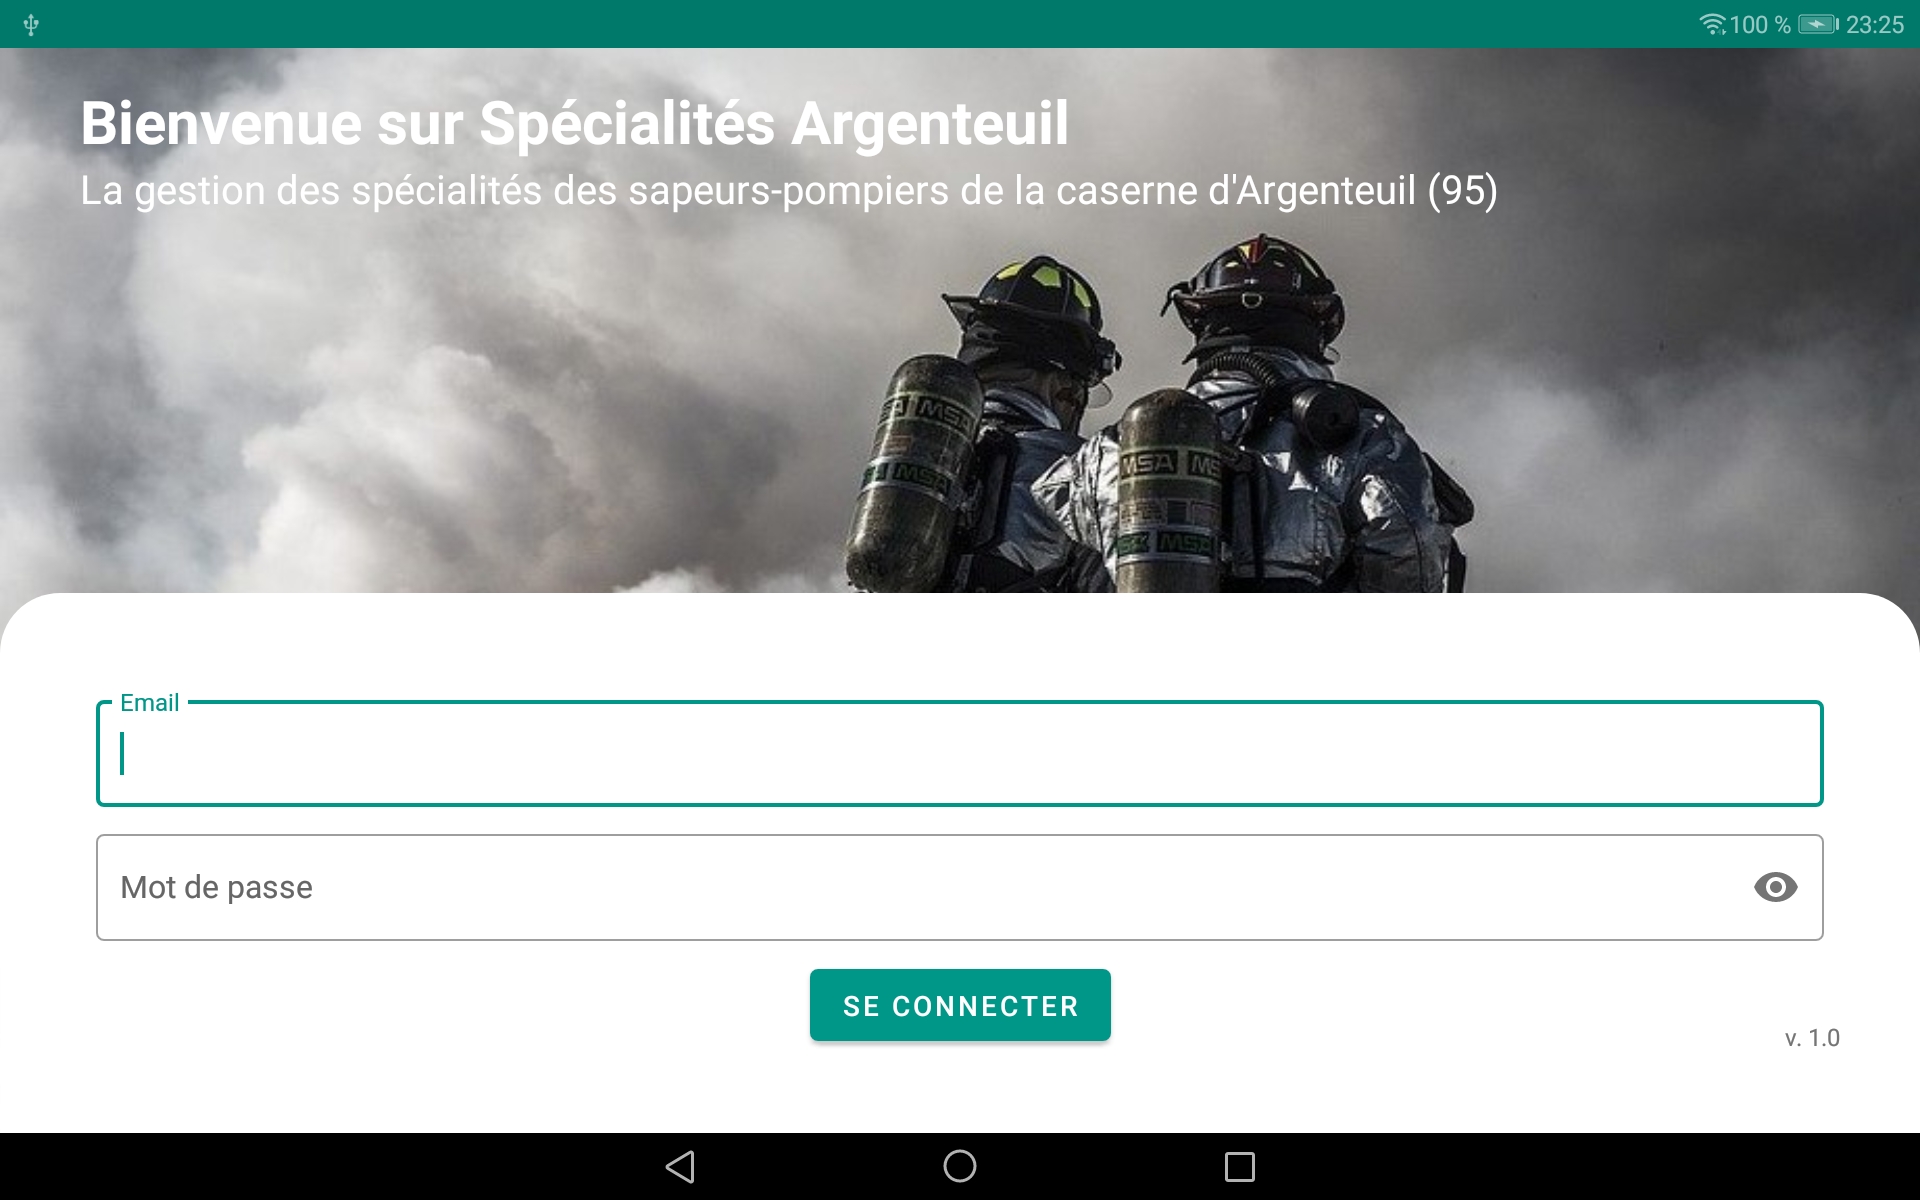 100 % 23:25
Bienvenue sur Spécialités Argenteuil
La gestion des spécialités des sapeurs-pompiers de la caserne d'Argenteuil (95)
MSA
MSA
MSA MS
MSA
Email
Mot de passe
SE CONNECTER
v. 1.0